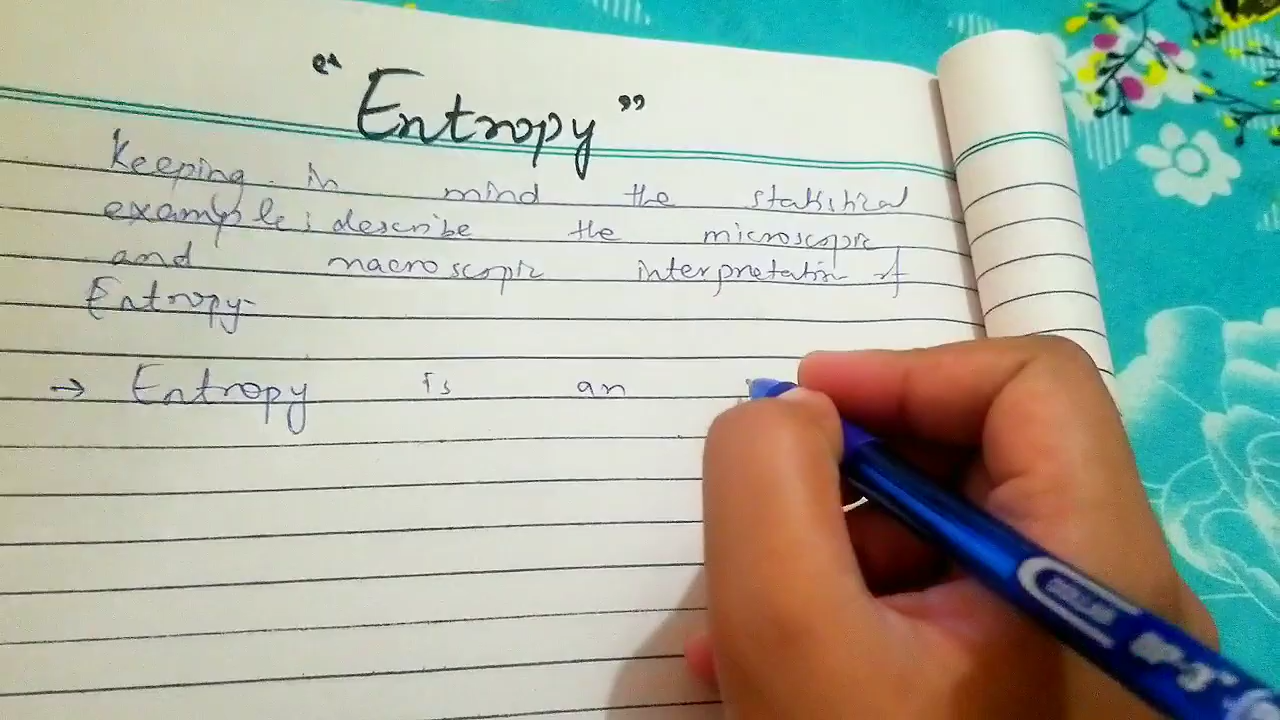 “Entropy”
Keeping in mind the statistical
example; describe the microscopic
and macroscopic interpretation of
Entropy-
→ Entropy is an